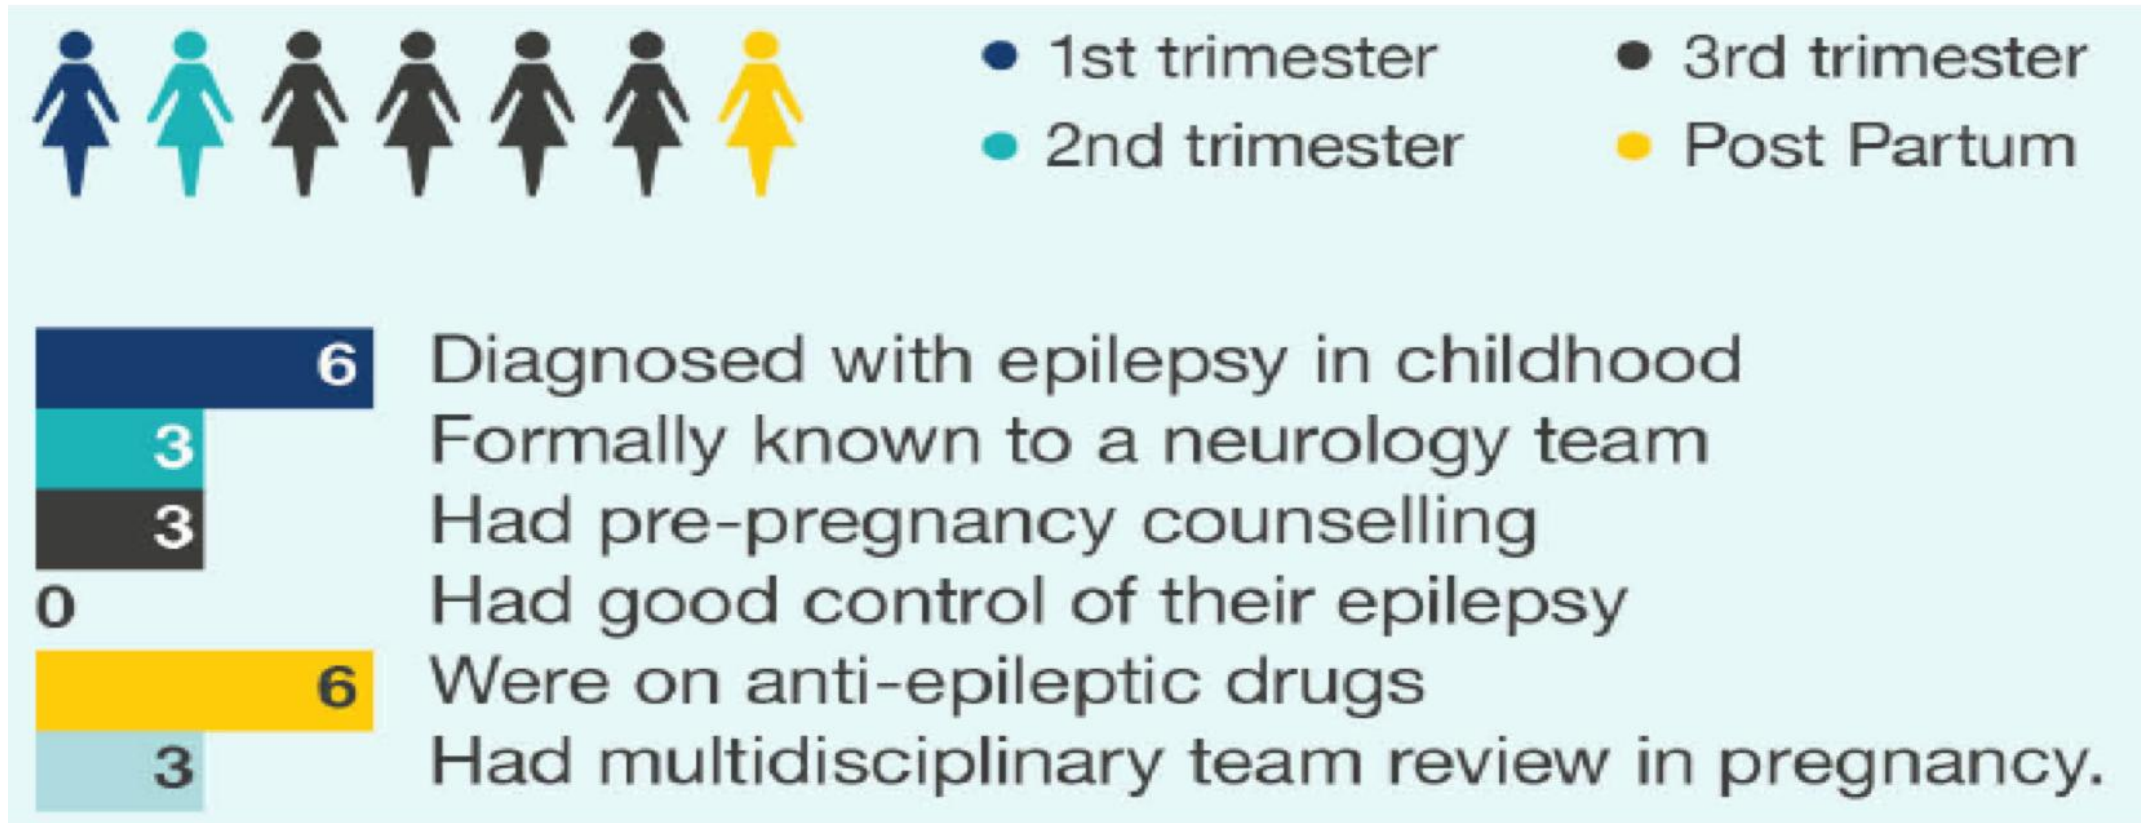 1st trimester
3rd trimester
2nd trimester
Post Partum
6 Diagnosed with epilepsy in childhood
3 Formally known to a neurology team
3 Had pre-pregnancy counselling
0 Had good control of their epilepsy
6 Were on anti-epileptic drugs
3 Had multidisciplinary team review in pregnancy.